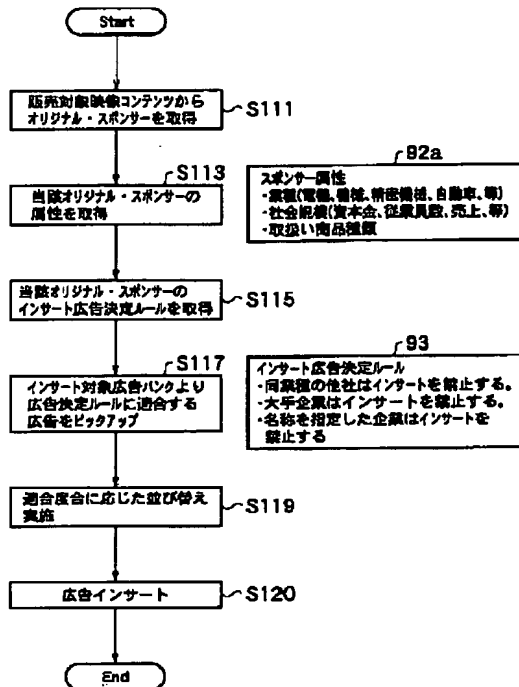 Start
販売対象映像コンテンツから
オリジナル・スポンサーを取得
S111
S113
当該オリジナル・スポンサーの
属性を取得
92a
スポンサー属性
・業種(電機、機械、精密機械、自動車、等)
・社会規模(資本金、従業員数、売上、等)
・取扱い商品種類
当該オリジナル・スポンサーの
インサート広告決定ルールを取得
S115
S117
インサート対象広告バンクより
広告決定ルールに適合する
広告をピックアップ
93
インサート広告決定ルール
・同業種の他社はインサートを禁止する。
・大手企業はインサートを禁止する。
・名称を指定した企業はインサートを
禁止する
適合度合に応じた並び替え
実施
S119
広告インサート
S120
End